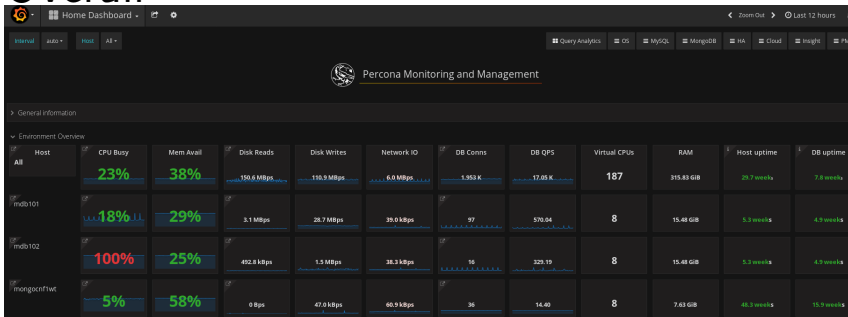 Overall
Home Dashboard
Zoom Out Last 12 hours
Interval auto Host All Query Analytics OS MySQL MongoDB HA Cloud Insight
Percona Monitoring and Management
General information
Environment Overview
Host CPU Busy Mem Avail Disk Reads Disk Writes Network IO DB Conns DB QPS Virtual CPUs RAM Host uptime DB uptime
All 23% 38% 150.6 MBps 110.9 MBps 6.0 MBps 1.953 K 17.05 K 187 315.83 GiB 29.7 weeks 7.8 weeks
mdb101 18% 29% 3.1 MBps 28.7 MBps 39.0 kBps 97 570.04 8 15.48 GiB 5.3 weeks 4.9 weeks
mdb102 100% 25% 492.8 kBps 1.5 MBps 38.3 kBps 16 329.19 8 15.48 GiB 5.3 weeks 4.9 weeks
mongocnf1wt 5% 58% 0 Bps 47.0 kBps 60.9 kBps 36 14.40 8 7.63 GiB 48.3 weeks 15.9 weeks